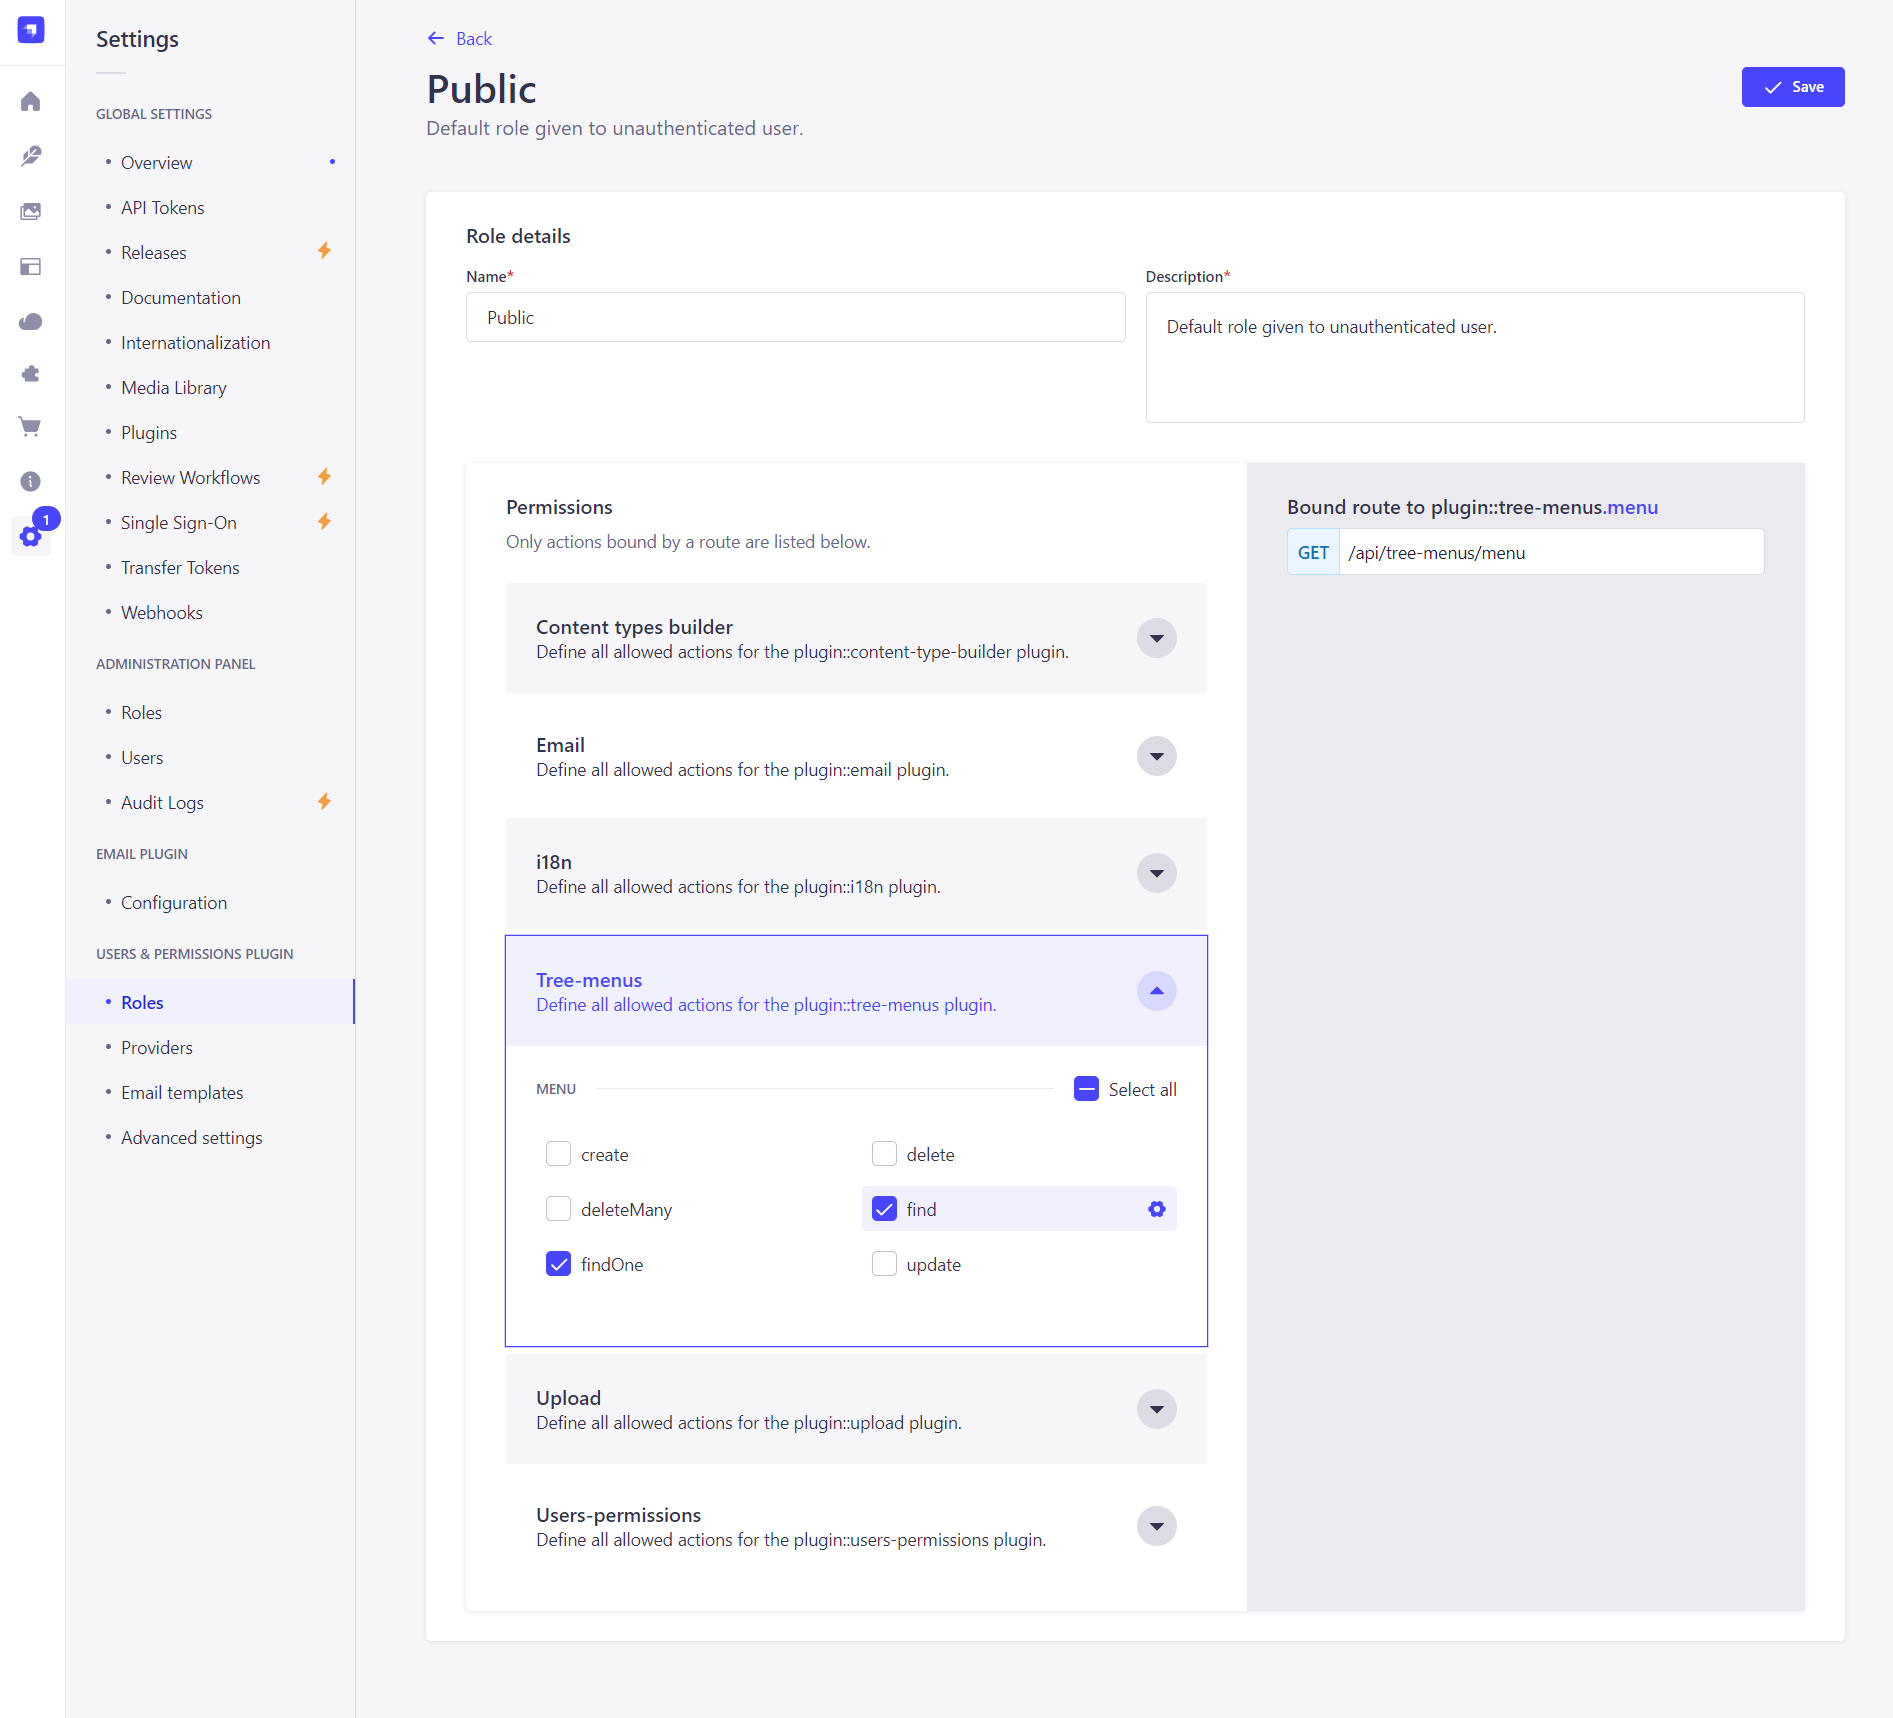 Settings
GLOBAL SETTINGS
Overview
API Tokens
Releases
Documentation
Internationalization
Media Library
Plugins
Review Workflows
1
Single Sign-On
Transfer Tokens
Webhooks
ADMINISTRATION PANEL
Roles
Users
Audit Logs
EMAIL PLUGIN
Configuration
USERS & PERMISSIONS PLUGIN
Roles
Providers
Email templates
Advanced settings
Back
Public
Save
Default role given to unauthenticated user.
Role details
Name*
Public
Description*
Default role given to unauthenticated user.
Permissions
Only actions bound by a route are listed below.
Content types builder
Define all allowed actions for the plugin::content-type-builder plugin.
Email
Define all allowed actions for the plugin::email plugin.
i18n
Define all allowed actions for the plugin::i18n plugin.
Tree-menus
Define all allowed actions for the plugin::tree-menus plugin.
MENU
Select all
create
delete
deleteMany
find
findOne
update
Upload
Define all allowed actions for the plugin::upload plugin.
Users-permissions
Define all allowed actions for the plugin::users-permissions plugin.
Bound route to plugin::tree-menus.menu
GET /api/tree-menus/menu